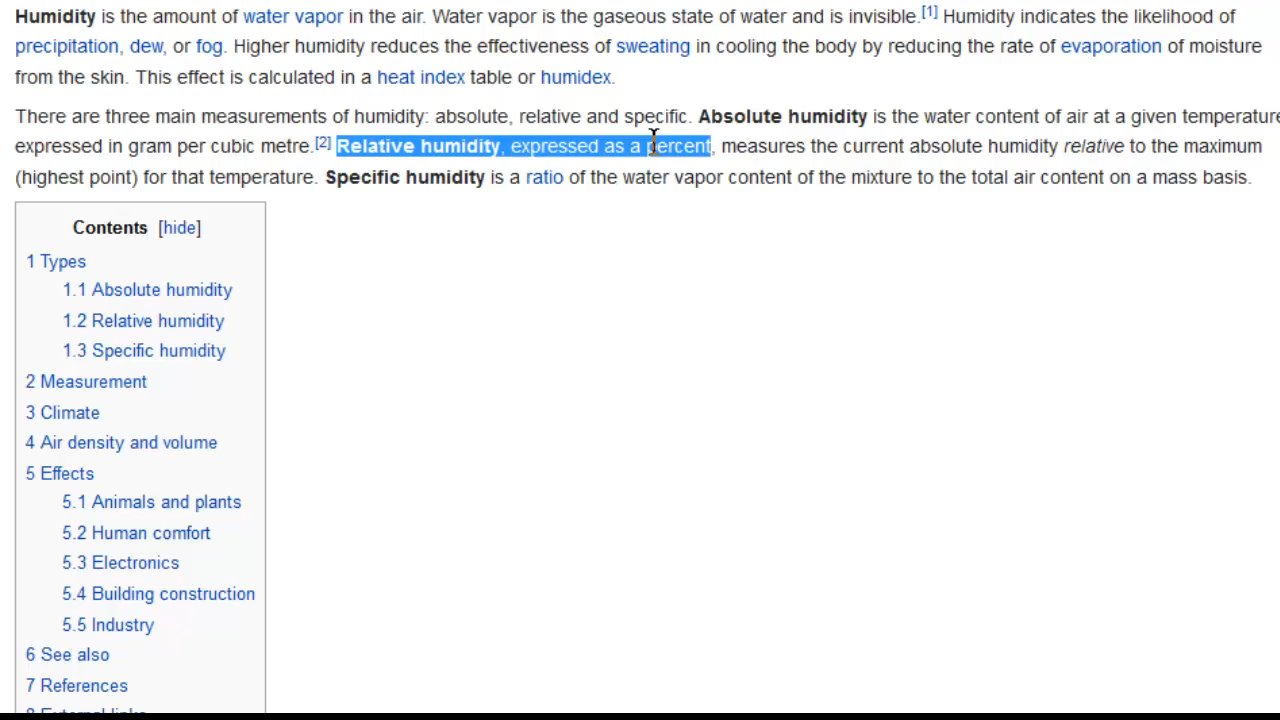 Humidity is the amount of water vapor in the air. Water vapor is the gaseous state of water and is invisible.[1] Humidity indicates the likelihood of
precipitation, dew, or fog. Higher humidity reduces the effectiveness of sweating in cooling the body by reducing the rate of evaporation of moisture
from the skin. This effect is calculated in a heat index table or humidex.
There are three main measurements of humidity: absolute, relative and specific. Absolute humidity is the water content of air at a given temperature
expressed in gram per cubic metre.[2] Relative humidity, expressed as a percent, measures the current absolute humidity relative to the maximum
(highest point) for that temperature. Specific humidity is a ratio of the water vapor content of the mixture to the total air content on a mass basis.
Contents [hide]
1 Types
1.1 Absolute humidity
1.2 Relative humidity
1.3 Specific humidity
2 Measurement
3 Climate
4 Air density and volume
5 Effects
5.1 Animals and plants
5.2 Human comfort
5.3 Electronics
5.4 Building construction
5.5 Industry
6 See also
7 References
8 External links